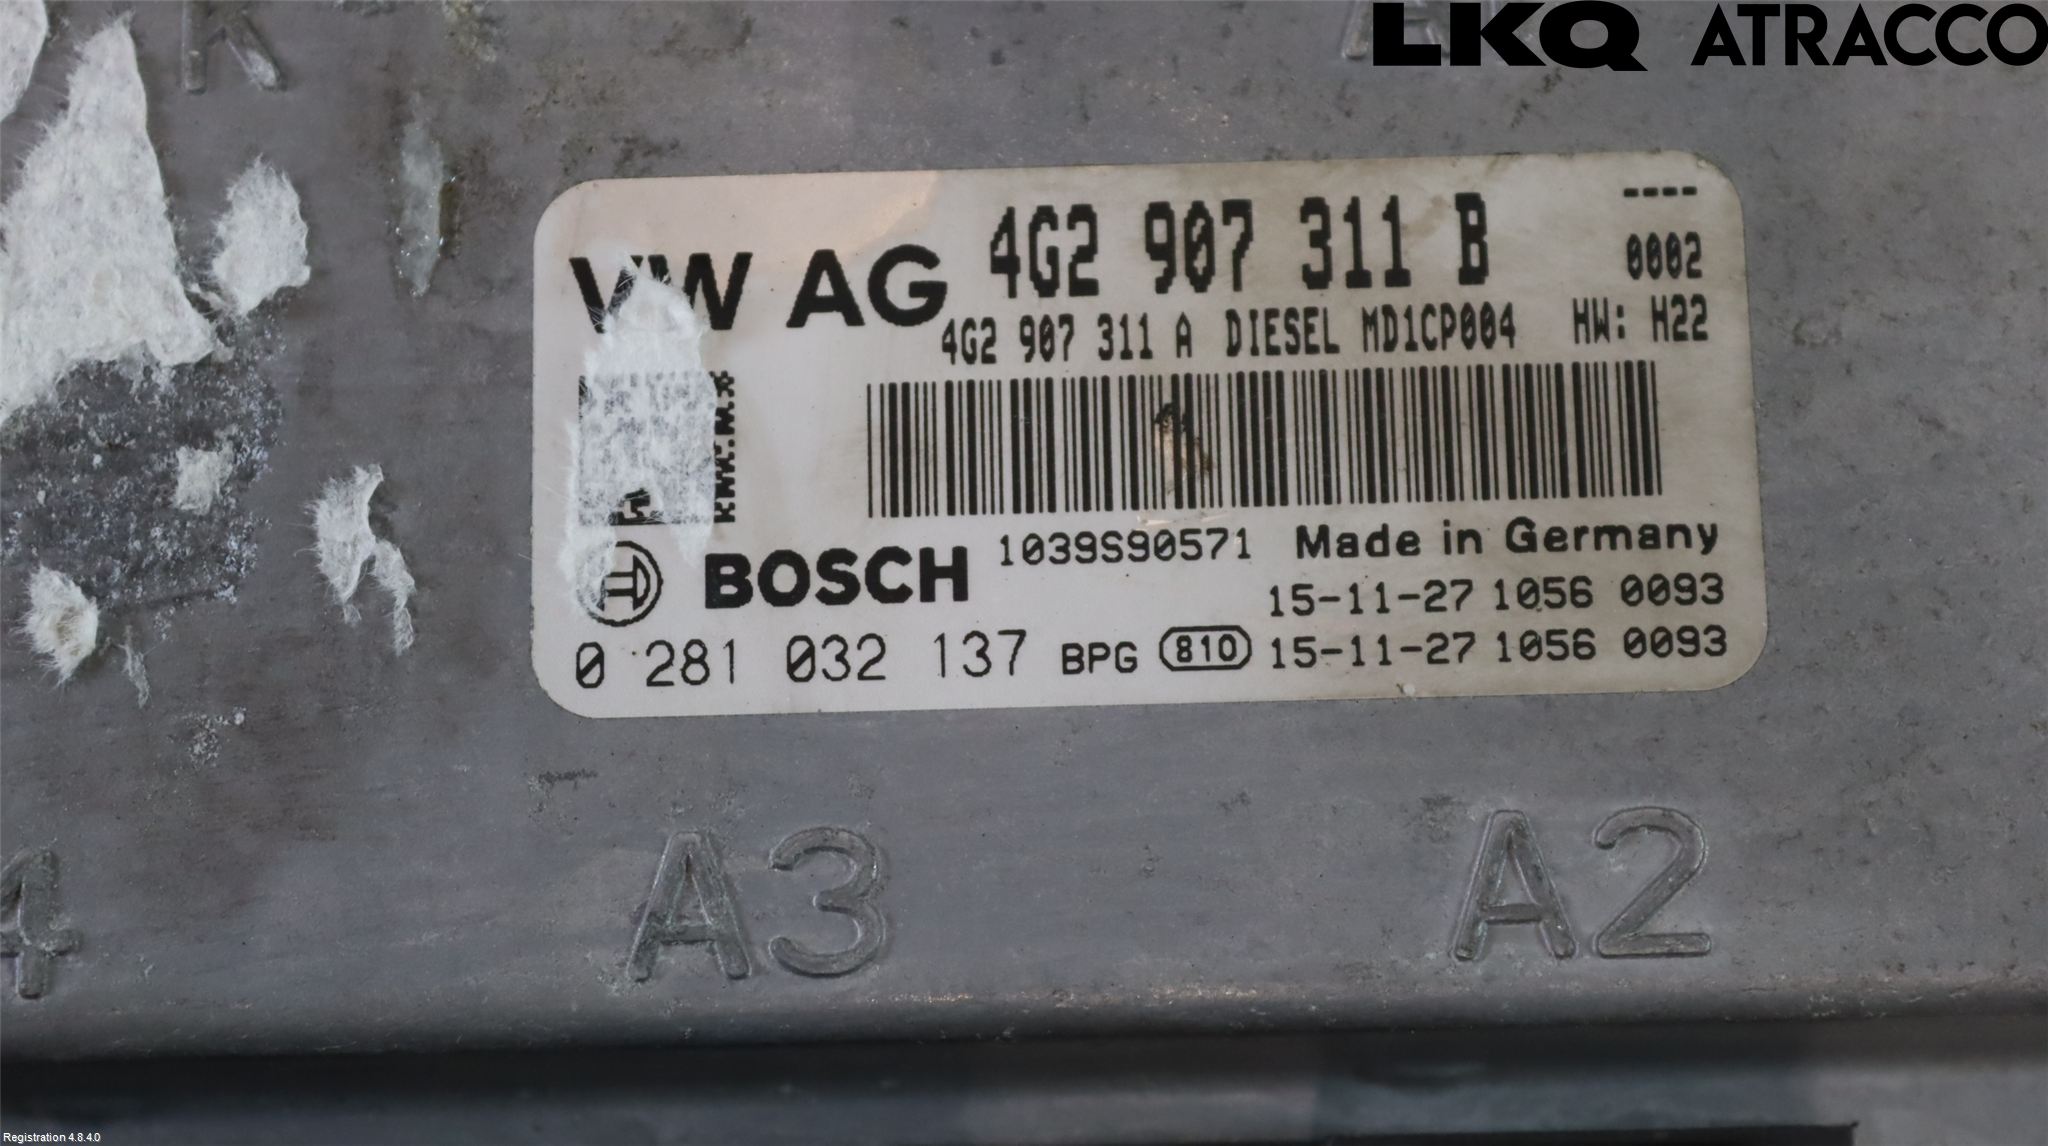 LKQ ATRACCO
VW AG 4G2 907 311 B ----
0002
4G2 907 311 A DIESEL MD1CP004 HW: H22
BOSCH 1039S90571 Made in Germany
15-11-27 1056 0093
0 281 032 137 BPG 810 15-11-27 1056 0093
4 A3 A2
Registration 4.8.4.0